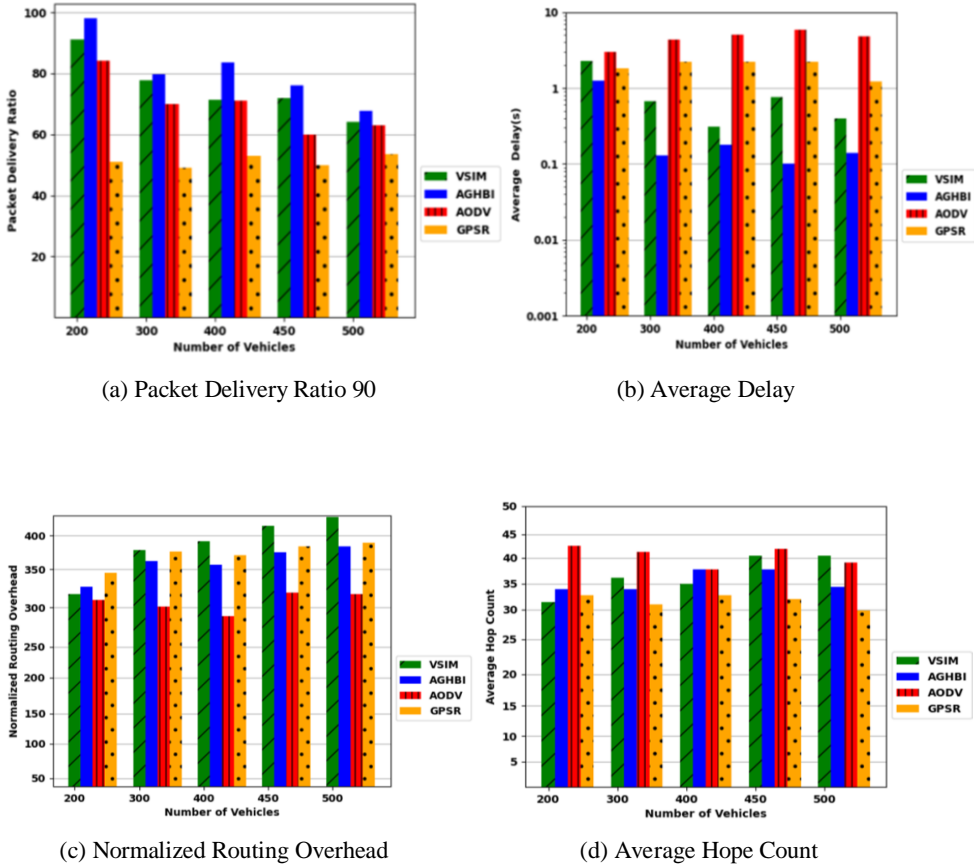 100
80
60
40
20
Packet Delivery Ratio
200 300 400 450 500
Number of Vehicles
VSIM
AGHBI
AODV
GPSR
(a) Packet Delivery Ratio 90
10
1
0.1
0.01
0.001
Average Delay(s)
200 300 400 450 500
Number of Vehicles
VSIM
AGHBI
AODV
GPSR
(b) Average Delay
400
350
300
250
200
150
100
50
Normalized Routing Overhead
200 300 400 450 500
Number of Vehicles
VSIM
AGHBI
AODV
GPSR
(c) Normalized Routing Overhead
50
45
40
35
30
25
20
15
10
5
Average Hop Count
200 300 400 450 500
Number of Vehicles
VSIM
AGHBI
AODV
GPSR
(d) Average Hope Count